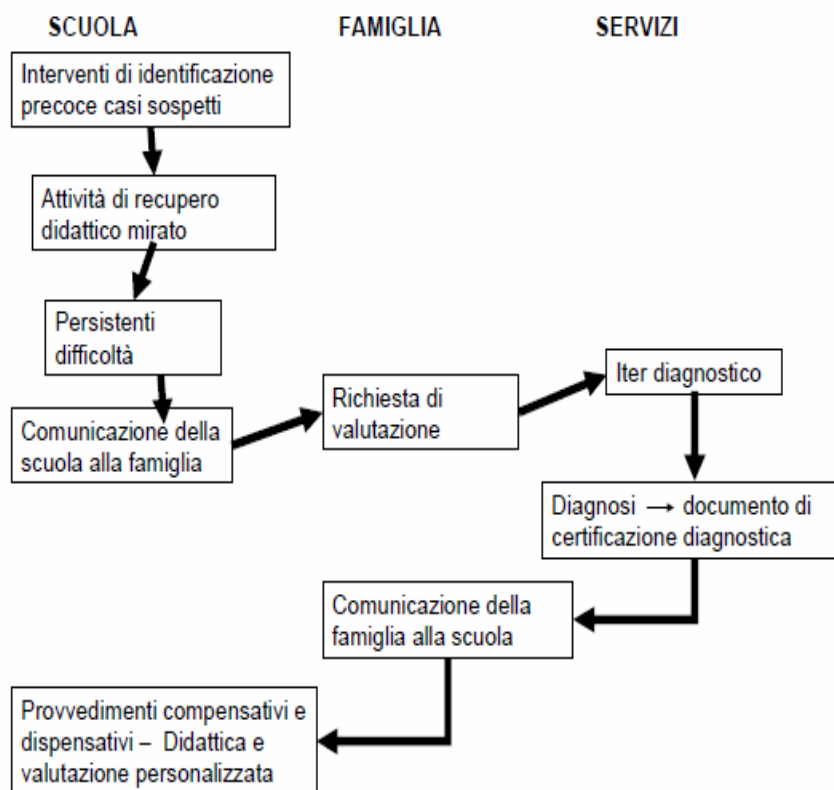 SCUOLA FAMIGLIA SERVIZI
Interventi di identificazione
precoce casi sospetti
Attività di recupero
didattico mirato
Persistenti
difficoltà
Comunicazione della
scuola alla famiglia
Richiesta di
valutazione
Iter diagnostico
Diagnosi → documento di
certificazione diagnostica
Comunicazione della
famiglia alla scuola
Provvedimenti compensativi e
dispensativi – Didattica e
valutazione personalizzata